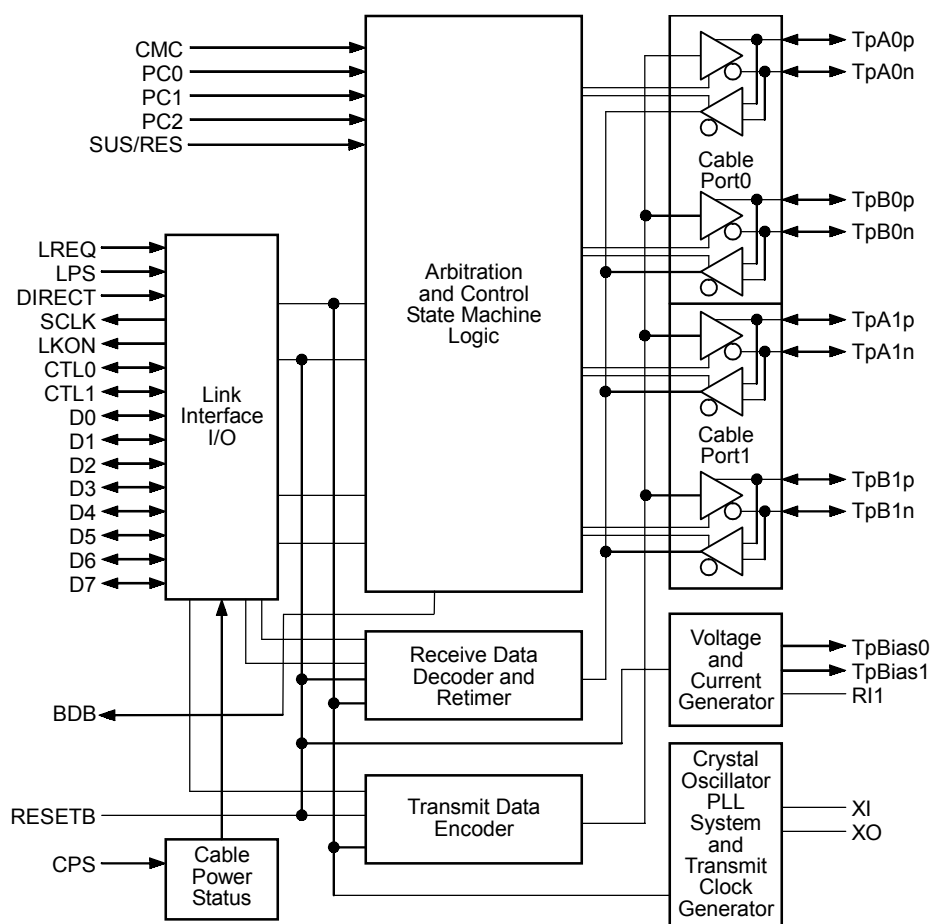 CMC
PC0
PC1
PC2
SUS/RES
LREQ
LPS
DIRECT
SCLK
LKON
CTL0
CTL1
D0
D1
D2
D3
D4
D5
D6
D7
BDB
RESETB
CPS
Link
Interface
I/O
Cable
Power
Status
Arbitration
and Control
State Machine
Logic
Receive Data
Decoder and
Retimer
Transmit Data
Encoder
Cable
Port0
Cable
Port1
Voltage
and
Current
Generator
Crystal
Oscillator
PLL
System
and
Transmit
Clock
Generator
TpA0p
TpA0n
TpB0p
TpB0n
TpA1p
TpA1n
TpB1p
TpB1n
TpBias0
TpBias1
RI1
XI
XO